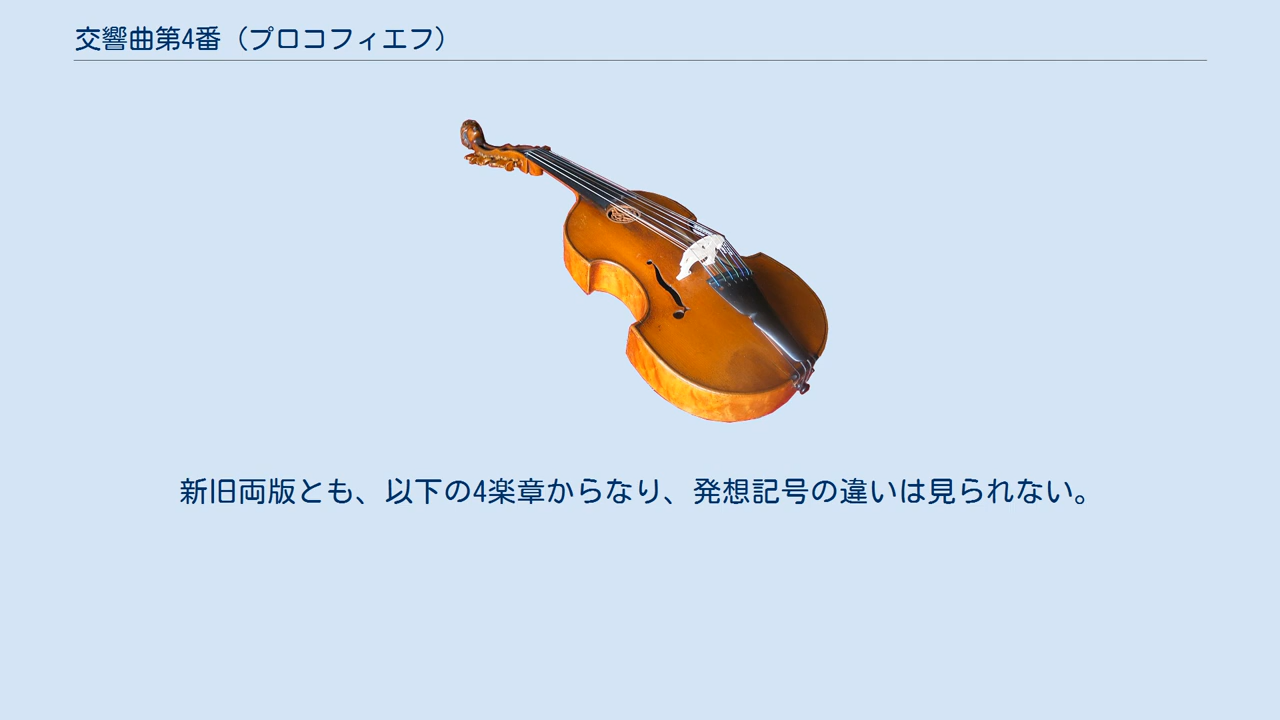 交響曲第4番（プロコフィエフ）
新旧両版とも、以下の4楽章からなり、発想記号の違いは見られない。